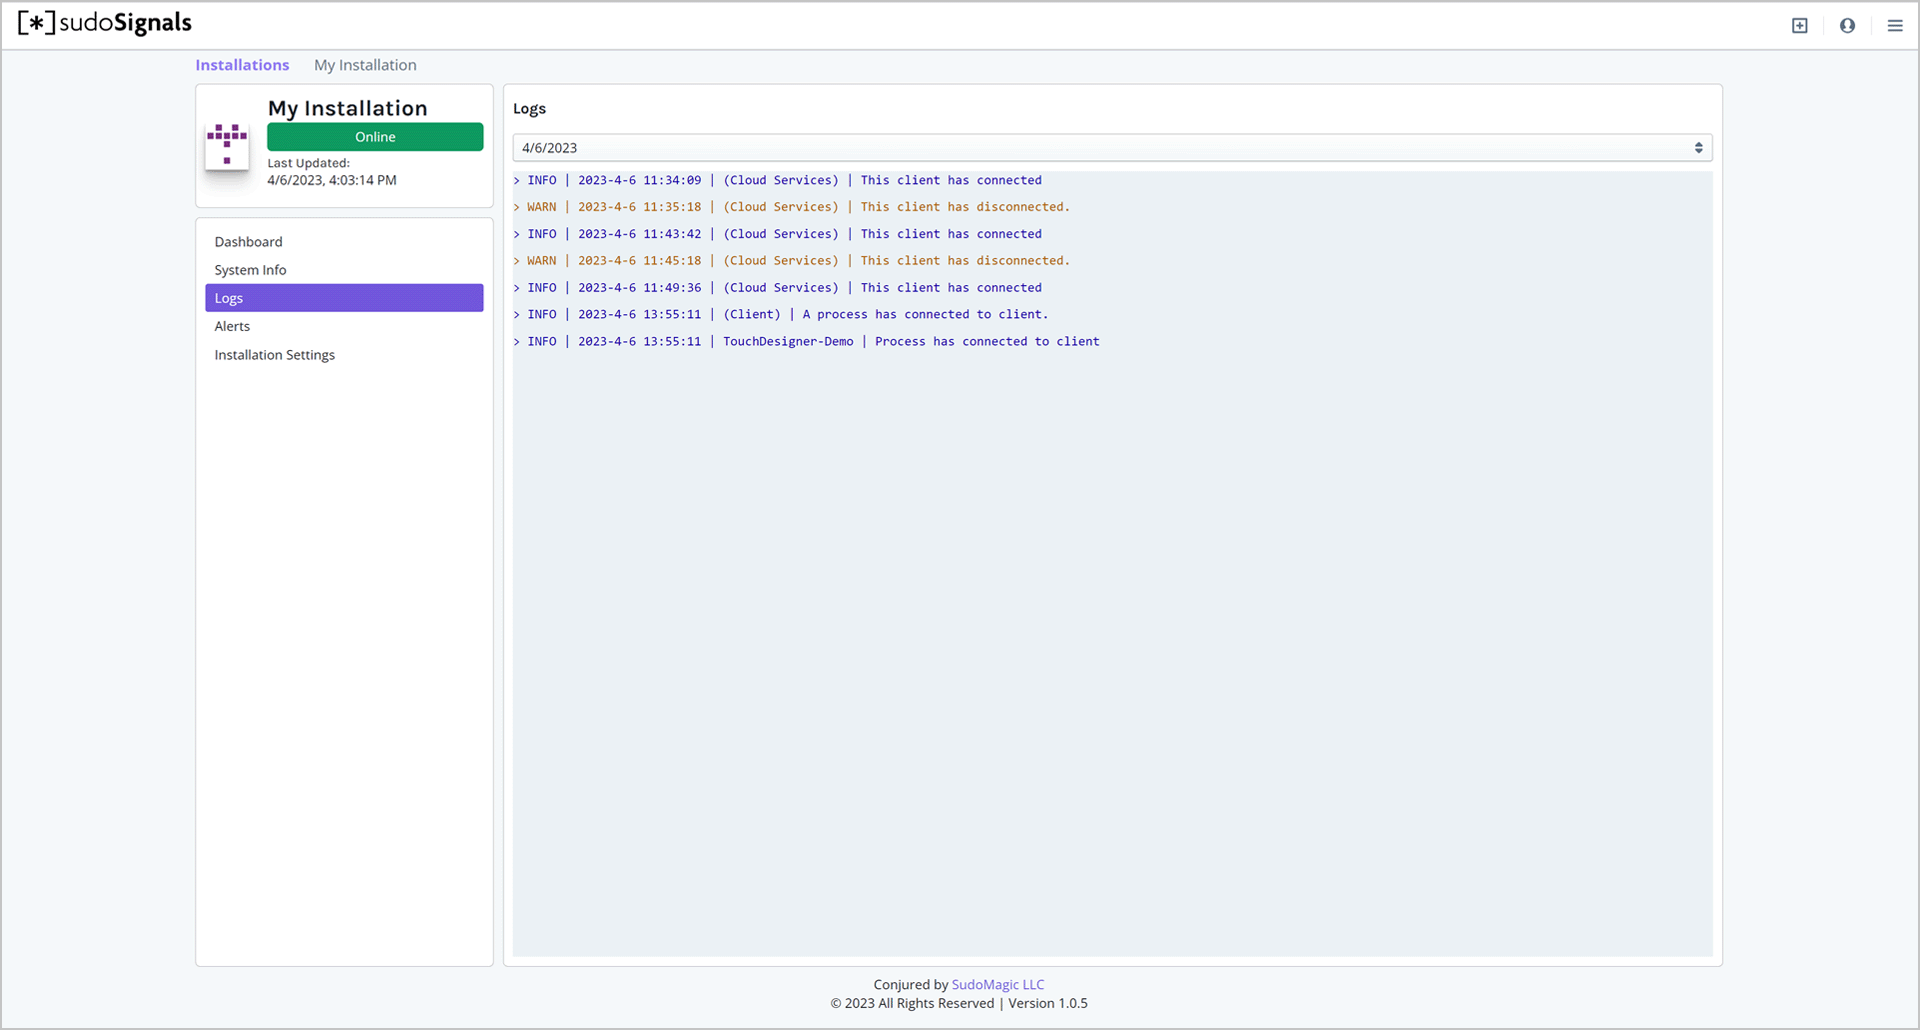 [*]sudoSignals
Installations My Installation
My Installation
Online
Last Updated:
4/6/2023, 4:03:14 PM
Dashboard
System Info
Logs
Alerts
Installation Settings
Logs
4/6/2023
> INFO | 2023-4-6 11:34:09 | (Cloud Services) | This client has connected
> WARN | 2023-4-6 11:35:18 | (Cloud Services) | This client has disconnected.
> INFO | 2023-4-6 11:43:42 | (Cloud Services) | This client has connected
> WARN | 2023-4-6 11:45:18 | (Cloud Services) | This client has disconnected.
> INFO | 2023-4-6 11:49:36 | (Cloud Services) | This client has connected
> INFO | 2023-4-6 13:55:11 | (Client) | A process has connected to client.
> INFO | 2023-4-6 13:55:11 | TouchDesigner-Demo | Process has connected to client
Conjured by SudoMagic LLC
© 2023 All Rights Reserved | Version 1.0.5